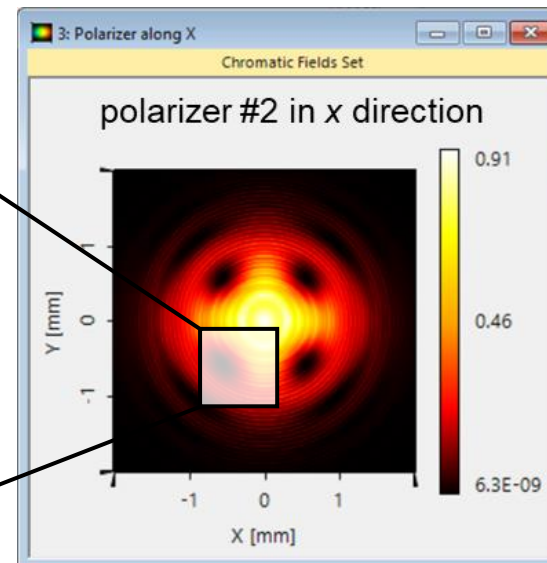 3: Polarizer along X
Chromatic Fields Set
polarizer #2 in x direction
0.91
0.46
6.3E-09
Y [mm]
1
0
-1
-1 0 1
X [mm]